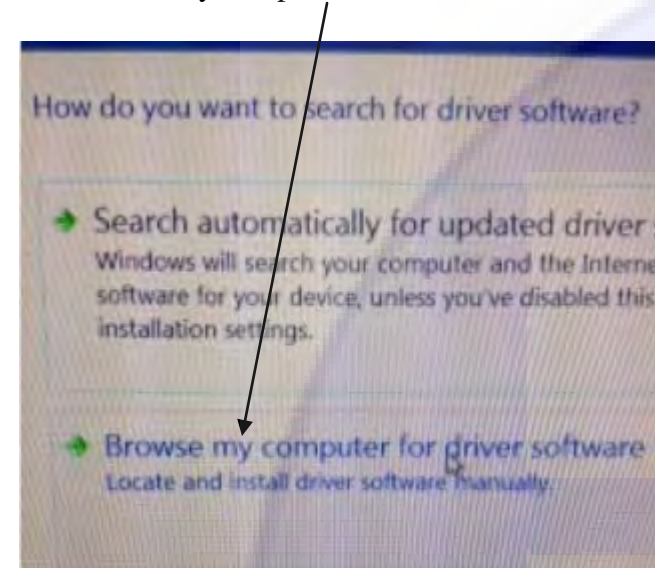 How do you want to search for driver software?
Search automatically for updated driver
Windows will search your computer and the Interne
software for your device, unless you've disabled this
installation settings.
Browse my computer for driver software
Locate and install driver software manually.